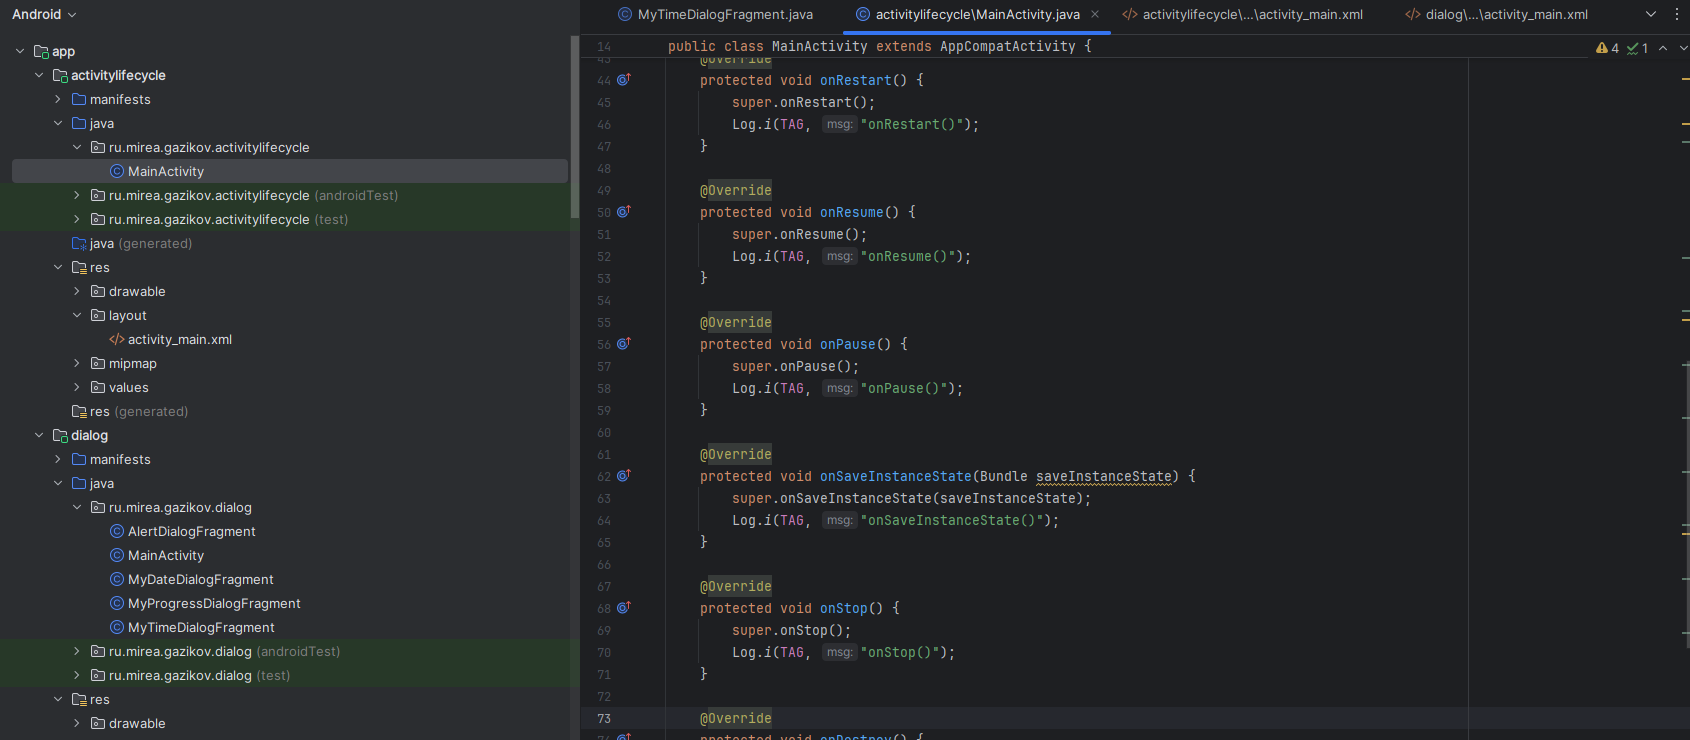 Android
app
activitylifecycle
manifests
java
ru.mirea.gazikov.activitylifecycle
MainActivity
ru.mirea.gazikov.activitylifecycle (androidTest)
ru.mirea.gazikov.activitylifecycle (test)
java (generated)
res
drawable
layout
activity_main.xml
mipmap
values
res (generated)
dialog
manifests
java
ru.mirea.gazikov.dialog
AlertDialogFragment
MainActivity
MyDateDialogFragment
MyProgressDialogFragment
MyTimeDialogFragment
ru.mirea.gazikov.dialog (androidTest)
ru.mirea.gazikov.dialog (test)
res
drawable
MyTimeDialogFragment.java activitylifecycle\MainActivity.java activitylifecycle\...\activity_main.xml dialog\...\activity_main.xml
14 public class MainActivity extends AppCompatActivity { 4 1
43 @Override
44 protected void onRestart() {
45 super.onRestart();
46 Log.i(TAG, msg: "onRestart()");
47 }
48
49 @Override
50 protected void onResume() {
51 super.onResume();
52 Log.i(TAG, msg: "onResume()");
53 }
54
55 @Override
56 protected void onPause() {
57 super.onPause();
58 Log.i(TAG, msg: "onPause()");
59 }
60
61 @Override
62 protected void onSaveInstanceState(Bundle saveInstanceState) {
63 super.onSaveInstanceState(saveInstanceState);
64 Log.i(TAG, msg: "onSaveInstanceState()");
65 }
66
67 @Override
68 protected void onStop() {
69 super.onStop();
70 Log.i(TAG, msg: "onStop()");
71 }
72
73 @Override
74 protected void onDestroy() {